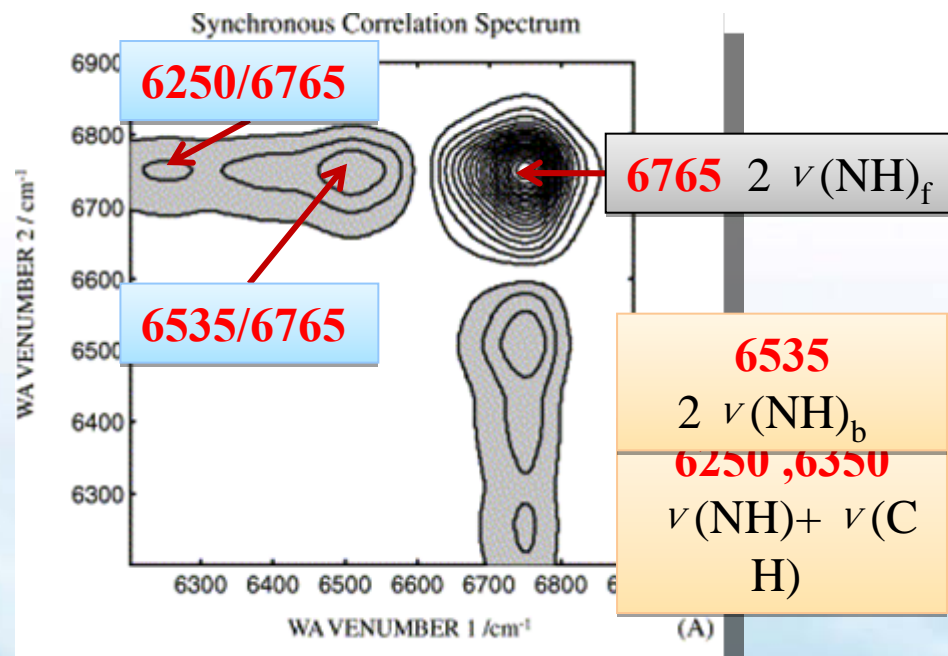 Synchronous Correlation Spectrum
6900
6250/6765
6800
6765 2 ν(NH)f
6700
WAVENUMBER 2 / cm-1
6600
6535/6765
6500
6535
2 ν(NH)b
6400
6250 ,6350
6300
ν(NH)+ ν(C
H)
6300 6400 6500 6600 6700 6800
WAVENUMBER 1 /cm-1
(A)